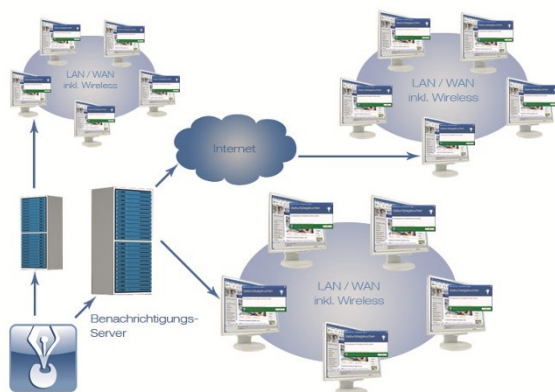 LAN / WAN
inkl. Wireless
LAN / WAN
inkl. Wireless
Internet
LAN / WAN
inkl. Wireless
Benachrichtigungs-
Server